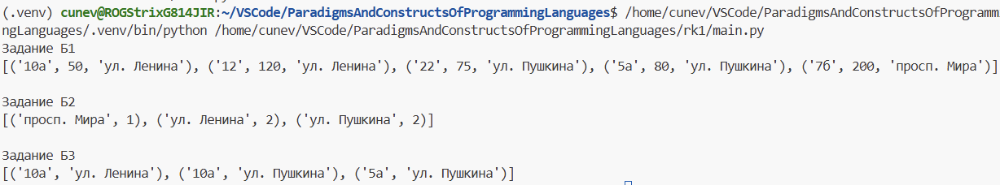 (.venv) cunev@ROGStrixG814JIR:~/VSCode/ParadigmsAndConstructsOfProgrammingLanguages$ /home/cunev/VSCode/ParadigmsAndConstructsOfProgramm
ngLanguages/.venv/bin/python /home/cunev/VSCode/ParadigmsAndConstructsOfProgrammingLanguages/rk1/main.py
Задание Б1
[('10а', 50, 'ул. Ленина'), ('12', 120, 'ул. Ленина'), ('22', 75, 'ул. Пушкина'), ('5а', 80, 'ул. Пушкина'), ('7б', 200, 'просп. Мира')]
Задание Б2
[('просп. Мира', 1), ('ул. Ленина', 2), ('ул. Пушкина', 2)]
Задание Б3
[('10а', 'ул. Ленина'), ('10а', 'ул. Пушкина'), ('5а', 'ул. Пушкина')]